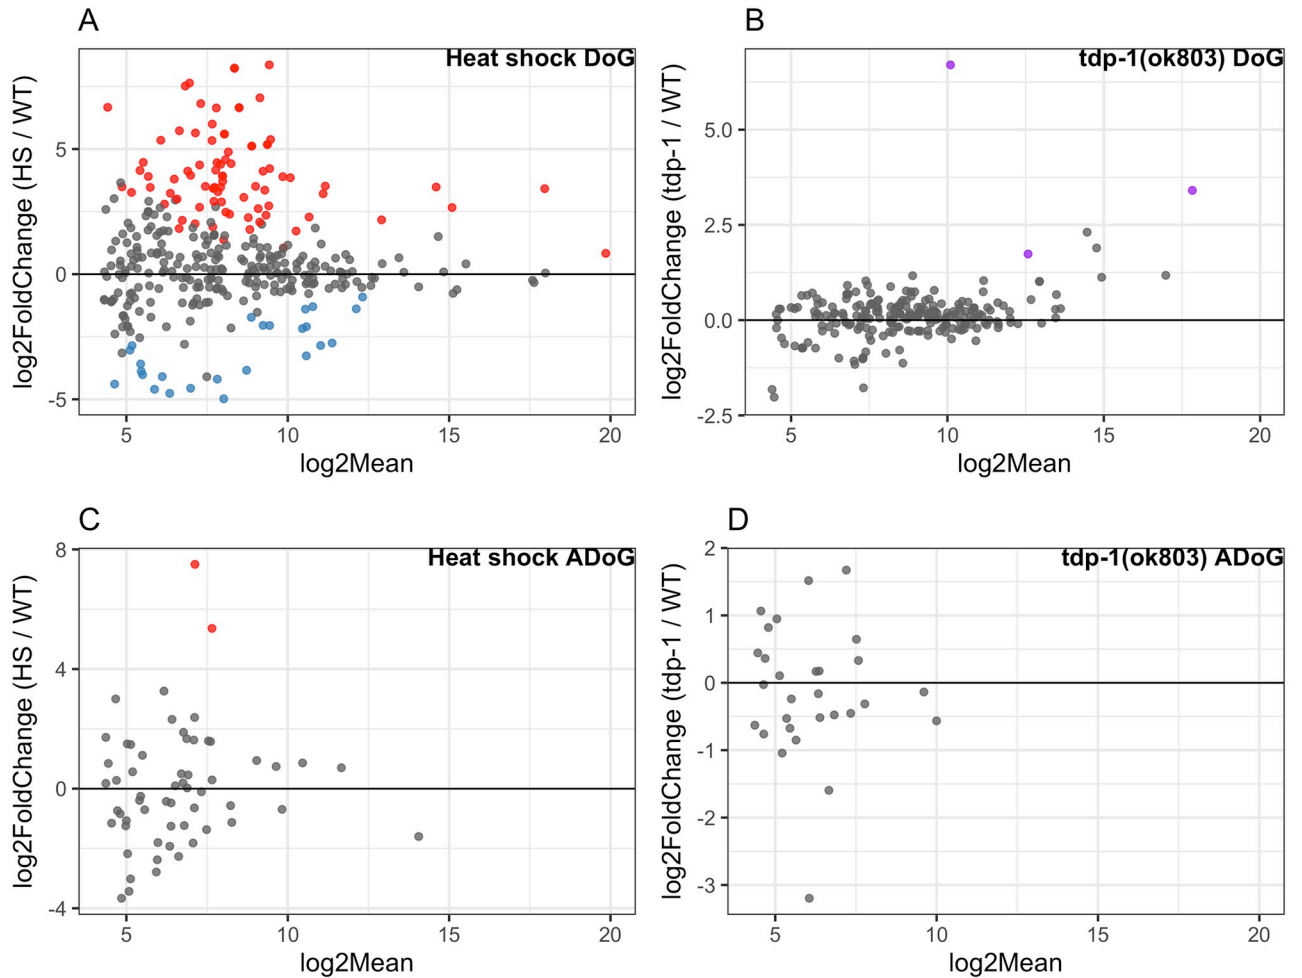 A
Heat shock DoG
log2FoldChange (HS / WT)
5
0
-5
5
10
15
20
log2Mean
B
tdp-1(ok803) DoG
log2FoldChange (tdp-1 / WT)
5.0
2.5
0.0
-2.5
5
10
15
20
log2Mean
C
Heat shock ADoG
log2FoldChange (HS / WT)
8
4
0
-4
5
10
15
20
log2Mean
D
tdp-1(ok803) ADoG
log2FoldChange (tdp-1 / WT)
2
1
0
-1
-2
-3
5
10
15
20
log2Mean